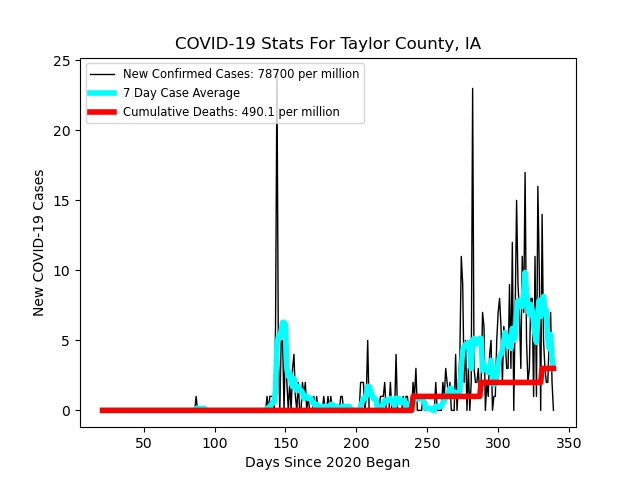 COVID-19 Stats For Taylor County, IA
New Confirmed Cases: 78700 per million
7 Day Case Average
Cumulative Deaths: 490.1 per million
New COVID-19 Cases
25
20
15
10
5
0
50 100 150 200 250 300 350
Days Since 2020 Began